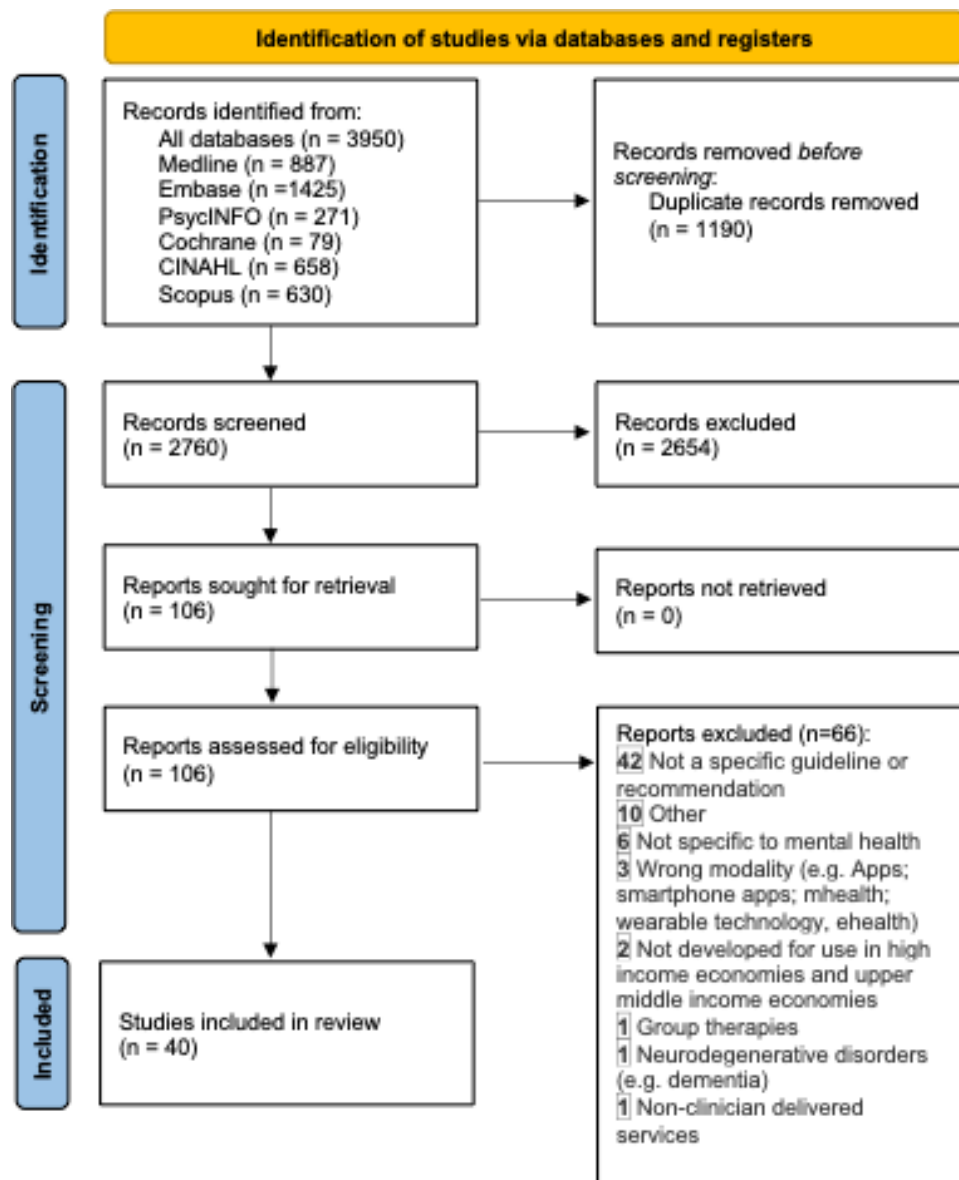 Identification of studies via databases and registers
Identification
Records identified from:
All databases (n = 3950)
Medline (n = 887)
Embase (n =1425)
PsycINFO (n = 271)
Cochrane (n = 79)
CINAHL (n = 658)
Scopus (n = 630)
Records removed before
screening:
Duplicate records removed
(n = 1190)
Screening
Records screened
(n = 2760)
Records excluded
(n = 2654)
Reports sought for retrieval
(n = 106)
Reports not retrieved
(n = 0)
Reports assessed for eligibility
(n = 106)
Reports excluded (n=66):
42 Not a specific guideline or
recommendation
10 Other
6 Not specific to mental health
3 Wrong modality (e.g. Apps;
smartphone apps; mhealth;
wearable technology, ehealth)
2 Not developed for use in high
income economies and upper
middle income economies
1 Group therapies
1 Neurodegenerative disorders
(e.g. dementia)
1 Non-clinician delivered
services
Included
Studies included in review
(n = 40)